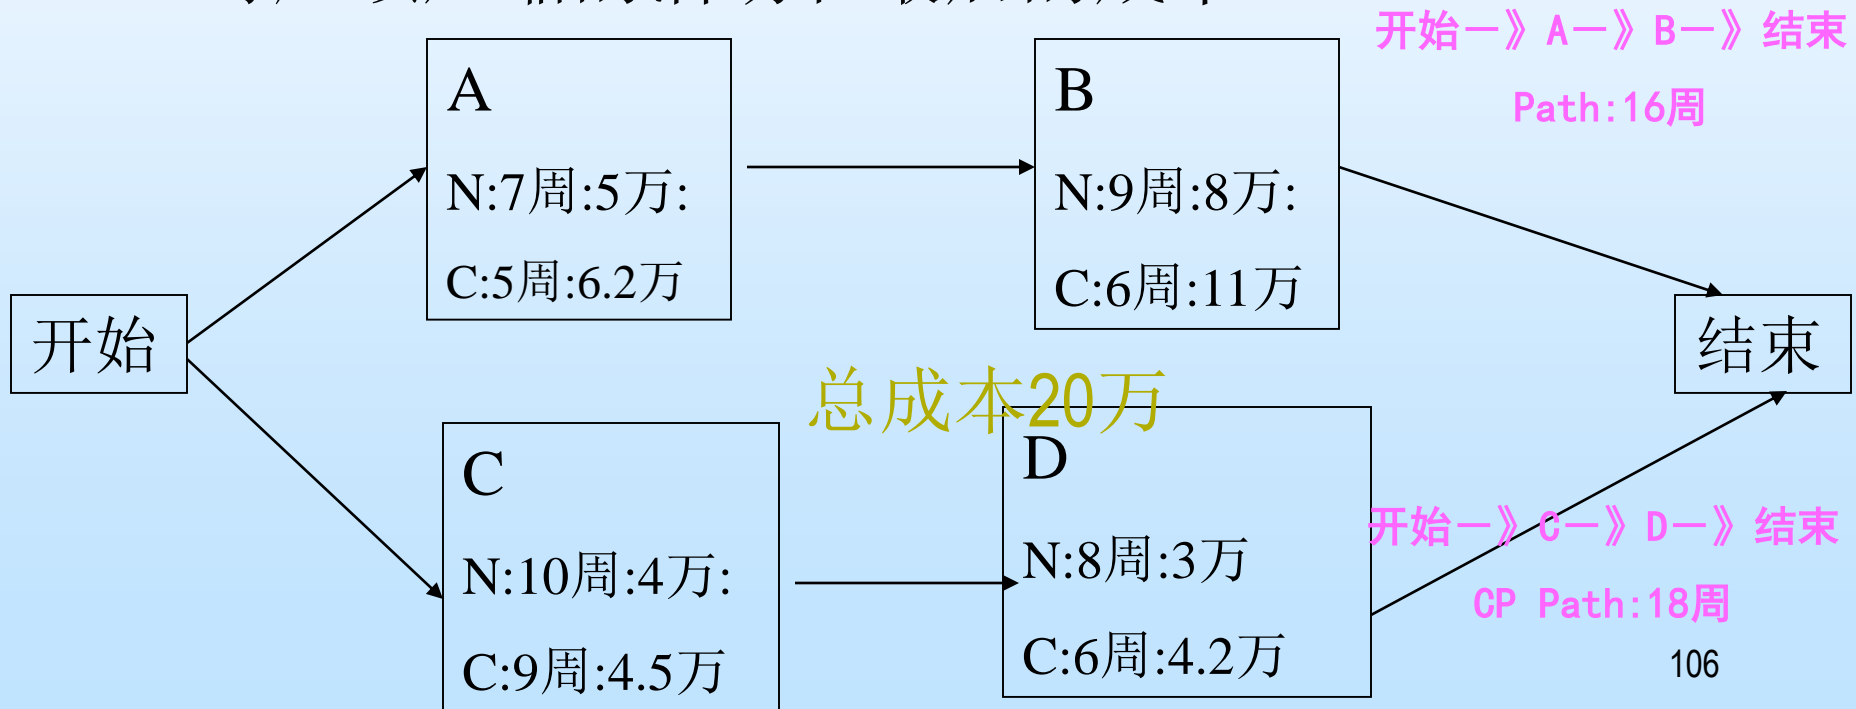 开始一》A一》B一》结束
Path:16周
A
N:7周:5万:
C:5周:6.2万
B
N:9周:8万:
C:6周:11万
开始
结束
总成本20万
C
N:10周:4万:
C:9周:4.5万
D
N:8周:3万
C:6周:4.2万
开始一》C一》D一》结束
CP Path:18周
106